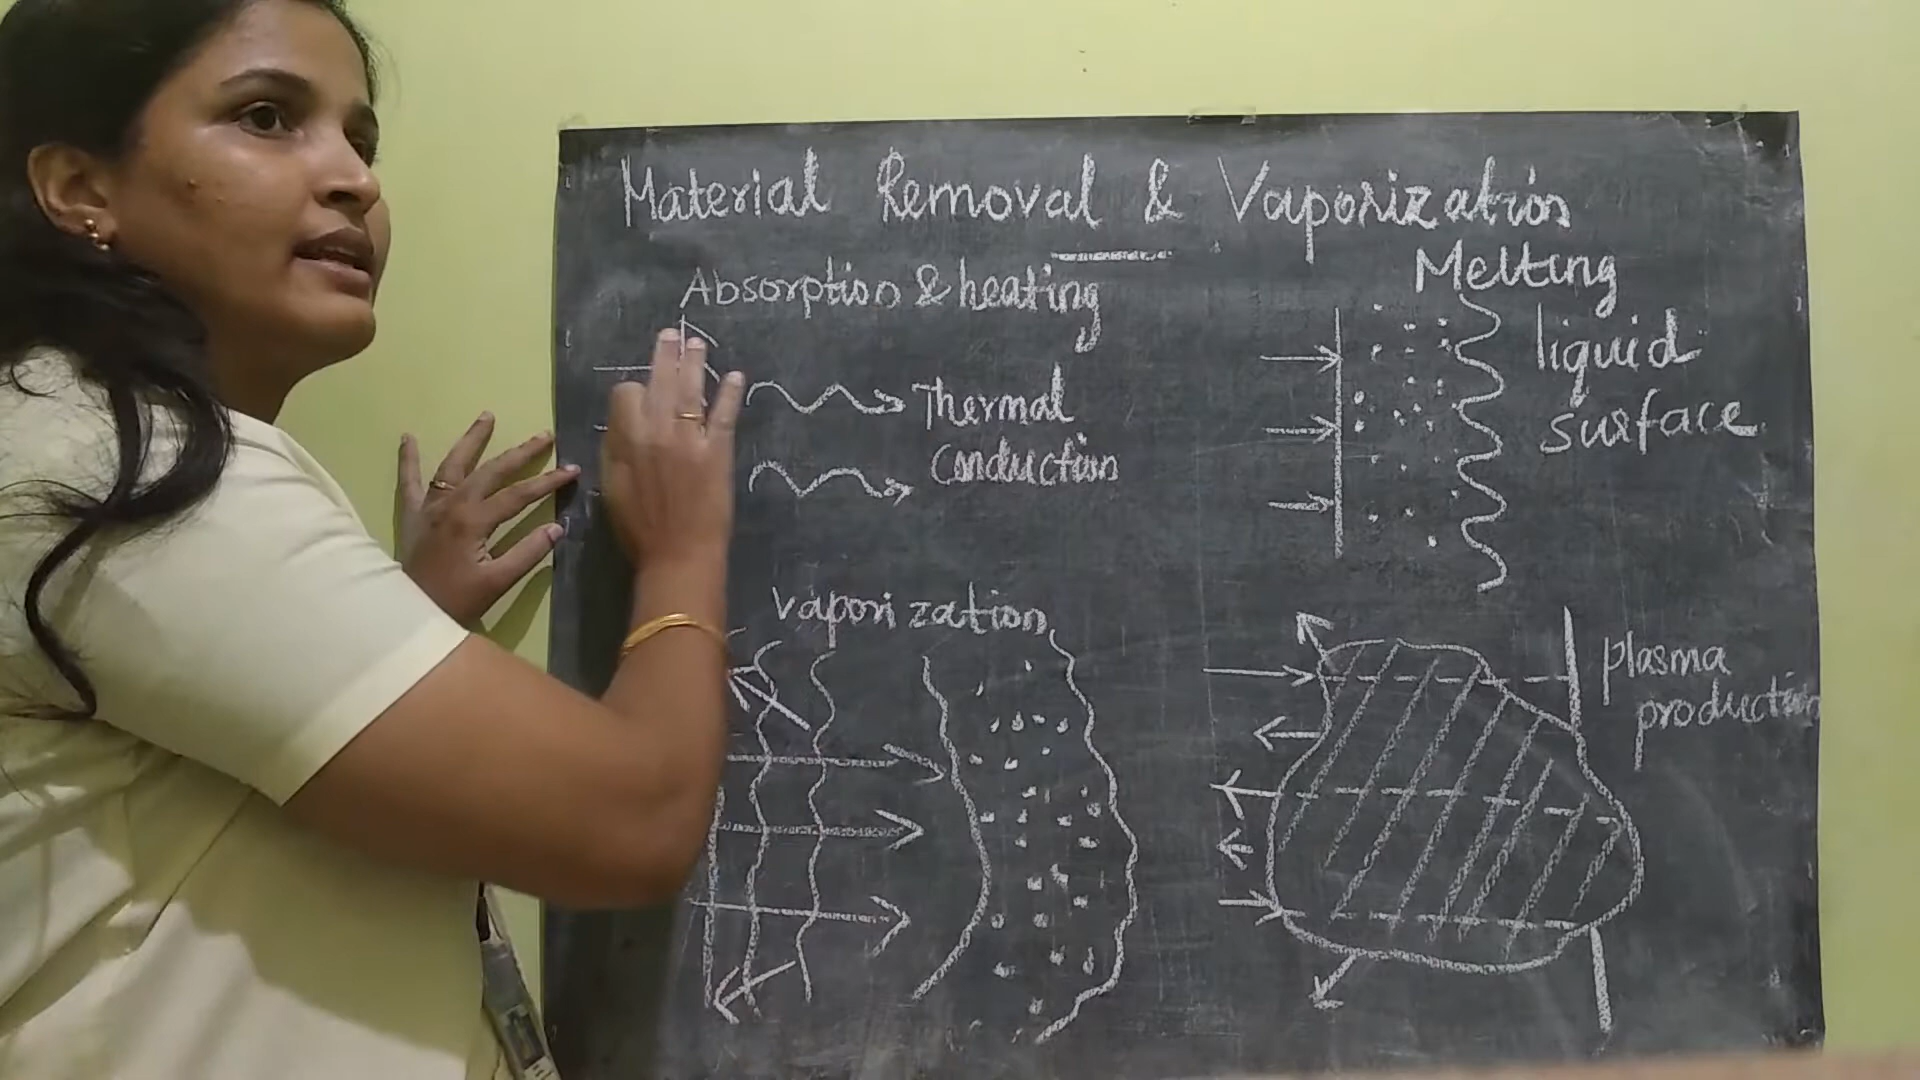 Material Removal & Vaporization
Absorption & heating
Thermal
conduction
Melting
liquid
surface
Vaporization
plasma
production